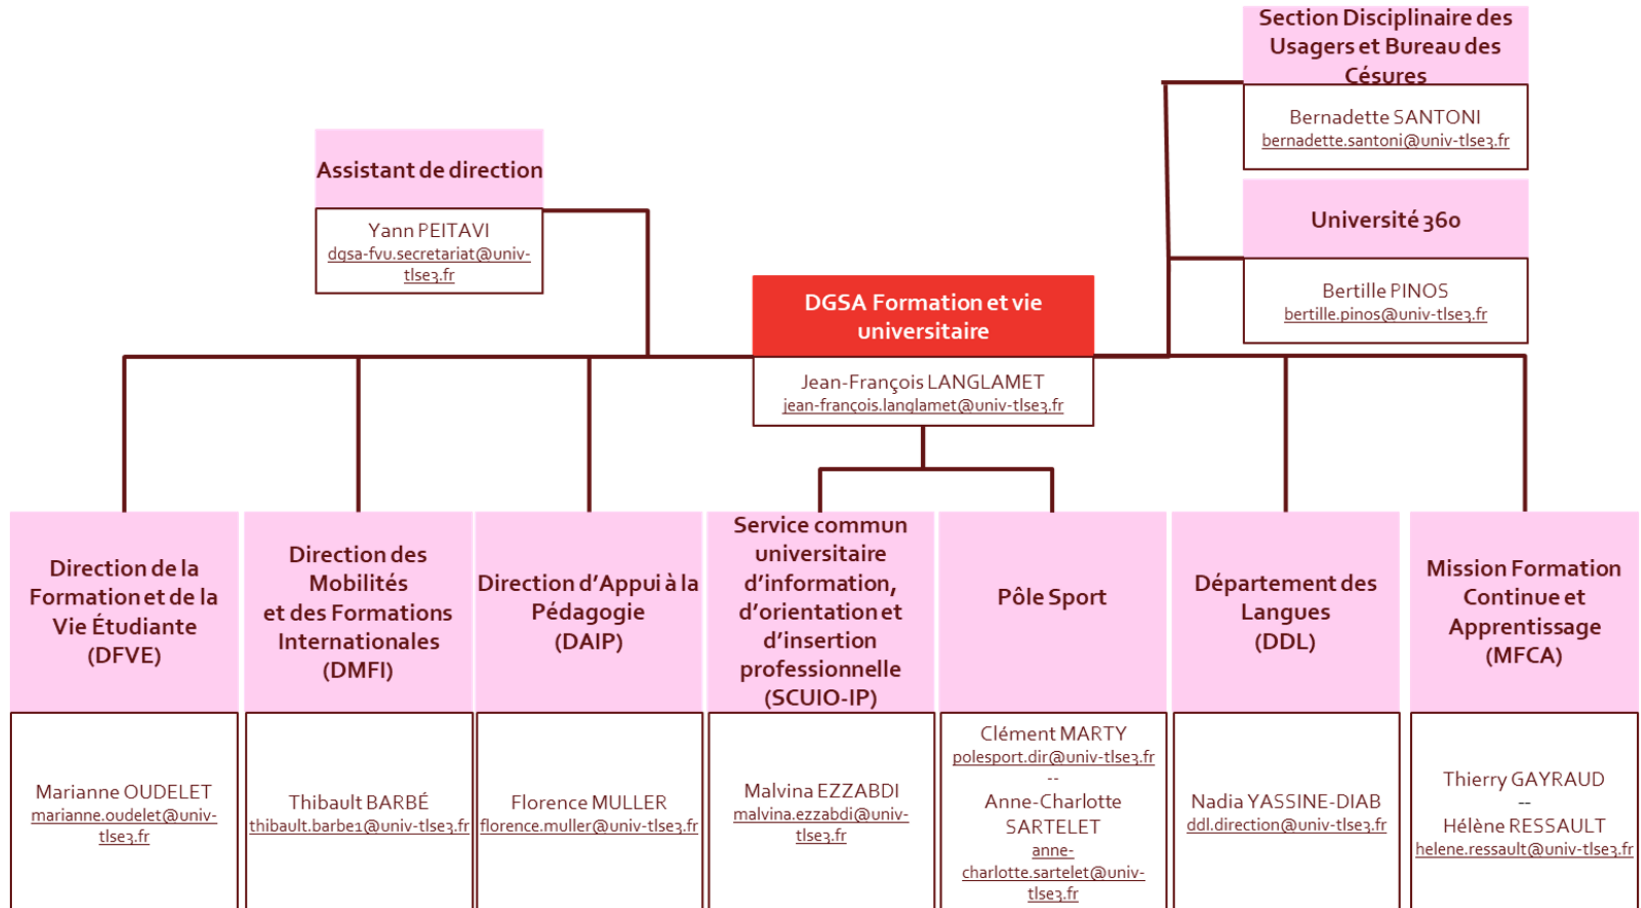 Section Disciplinaire des
Usagers et Bureau des
Césures
Bernadette SANTONI
bernadette.santoni@univ-tlse3.fr
Assistant de direction
Yann PEITAVI
dgsa-fvu.secretariat@univ-
tlse3.fr
Université 360
Bertille PINOS
bertille.pinos@univ-tlse3.fr
DGSA Formation et vie
universitaire
Jean-François LANGLAMET
jean-françois.langlamet@univ-tlse3.fr
Direction de la
Formation et de la
Vie Étudiante
(DFVE)
Marianne OUDELET
marianne.oudelet@univ-
tlse3.fr
Direction des
Mobilités
et des Formations
Internationales
(DMFI)
Thibault BARBÉ
thibault.barbe1@univ-tlse3.fr
Direction d'Appui à la
Pédagogie
(DAIP)
Florence MULLER
florence.muller@univ-tlse3.fr
Service commun
universitaire
d'information,
d'orientation et
d'insertion
professionnelle
(SCUIO-IP)
Malvina EZZABDI
malvina.ezzabdi@univ-
tlse3.fr
Pôle Sport
Clément MARTY
polesport.dir@univ-tlse3.fr
--
Anne-Charlotte
SARTELET
anne-
charlotte.sartelet@univ-
tlse3.fr
Département des
Langues
(DDL)
Nadia YASSINE-DIAB
ddl.direction@univ-tlse3.fr
Mission Formation
Continue et
Apprentissage
(MFCA)
Thierry GAYRAUD
--
Hélène RESSAULT
helene.ressault@univ-tlse3.fr